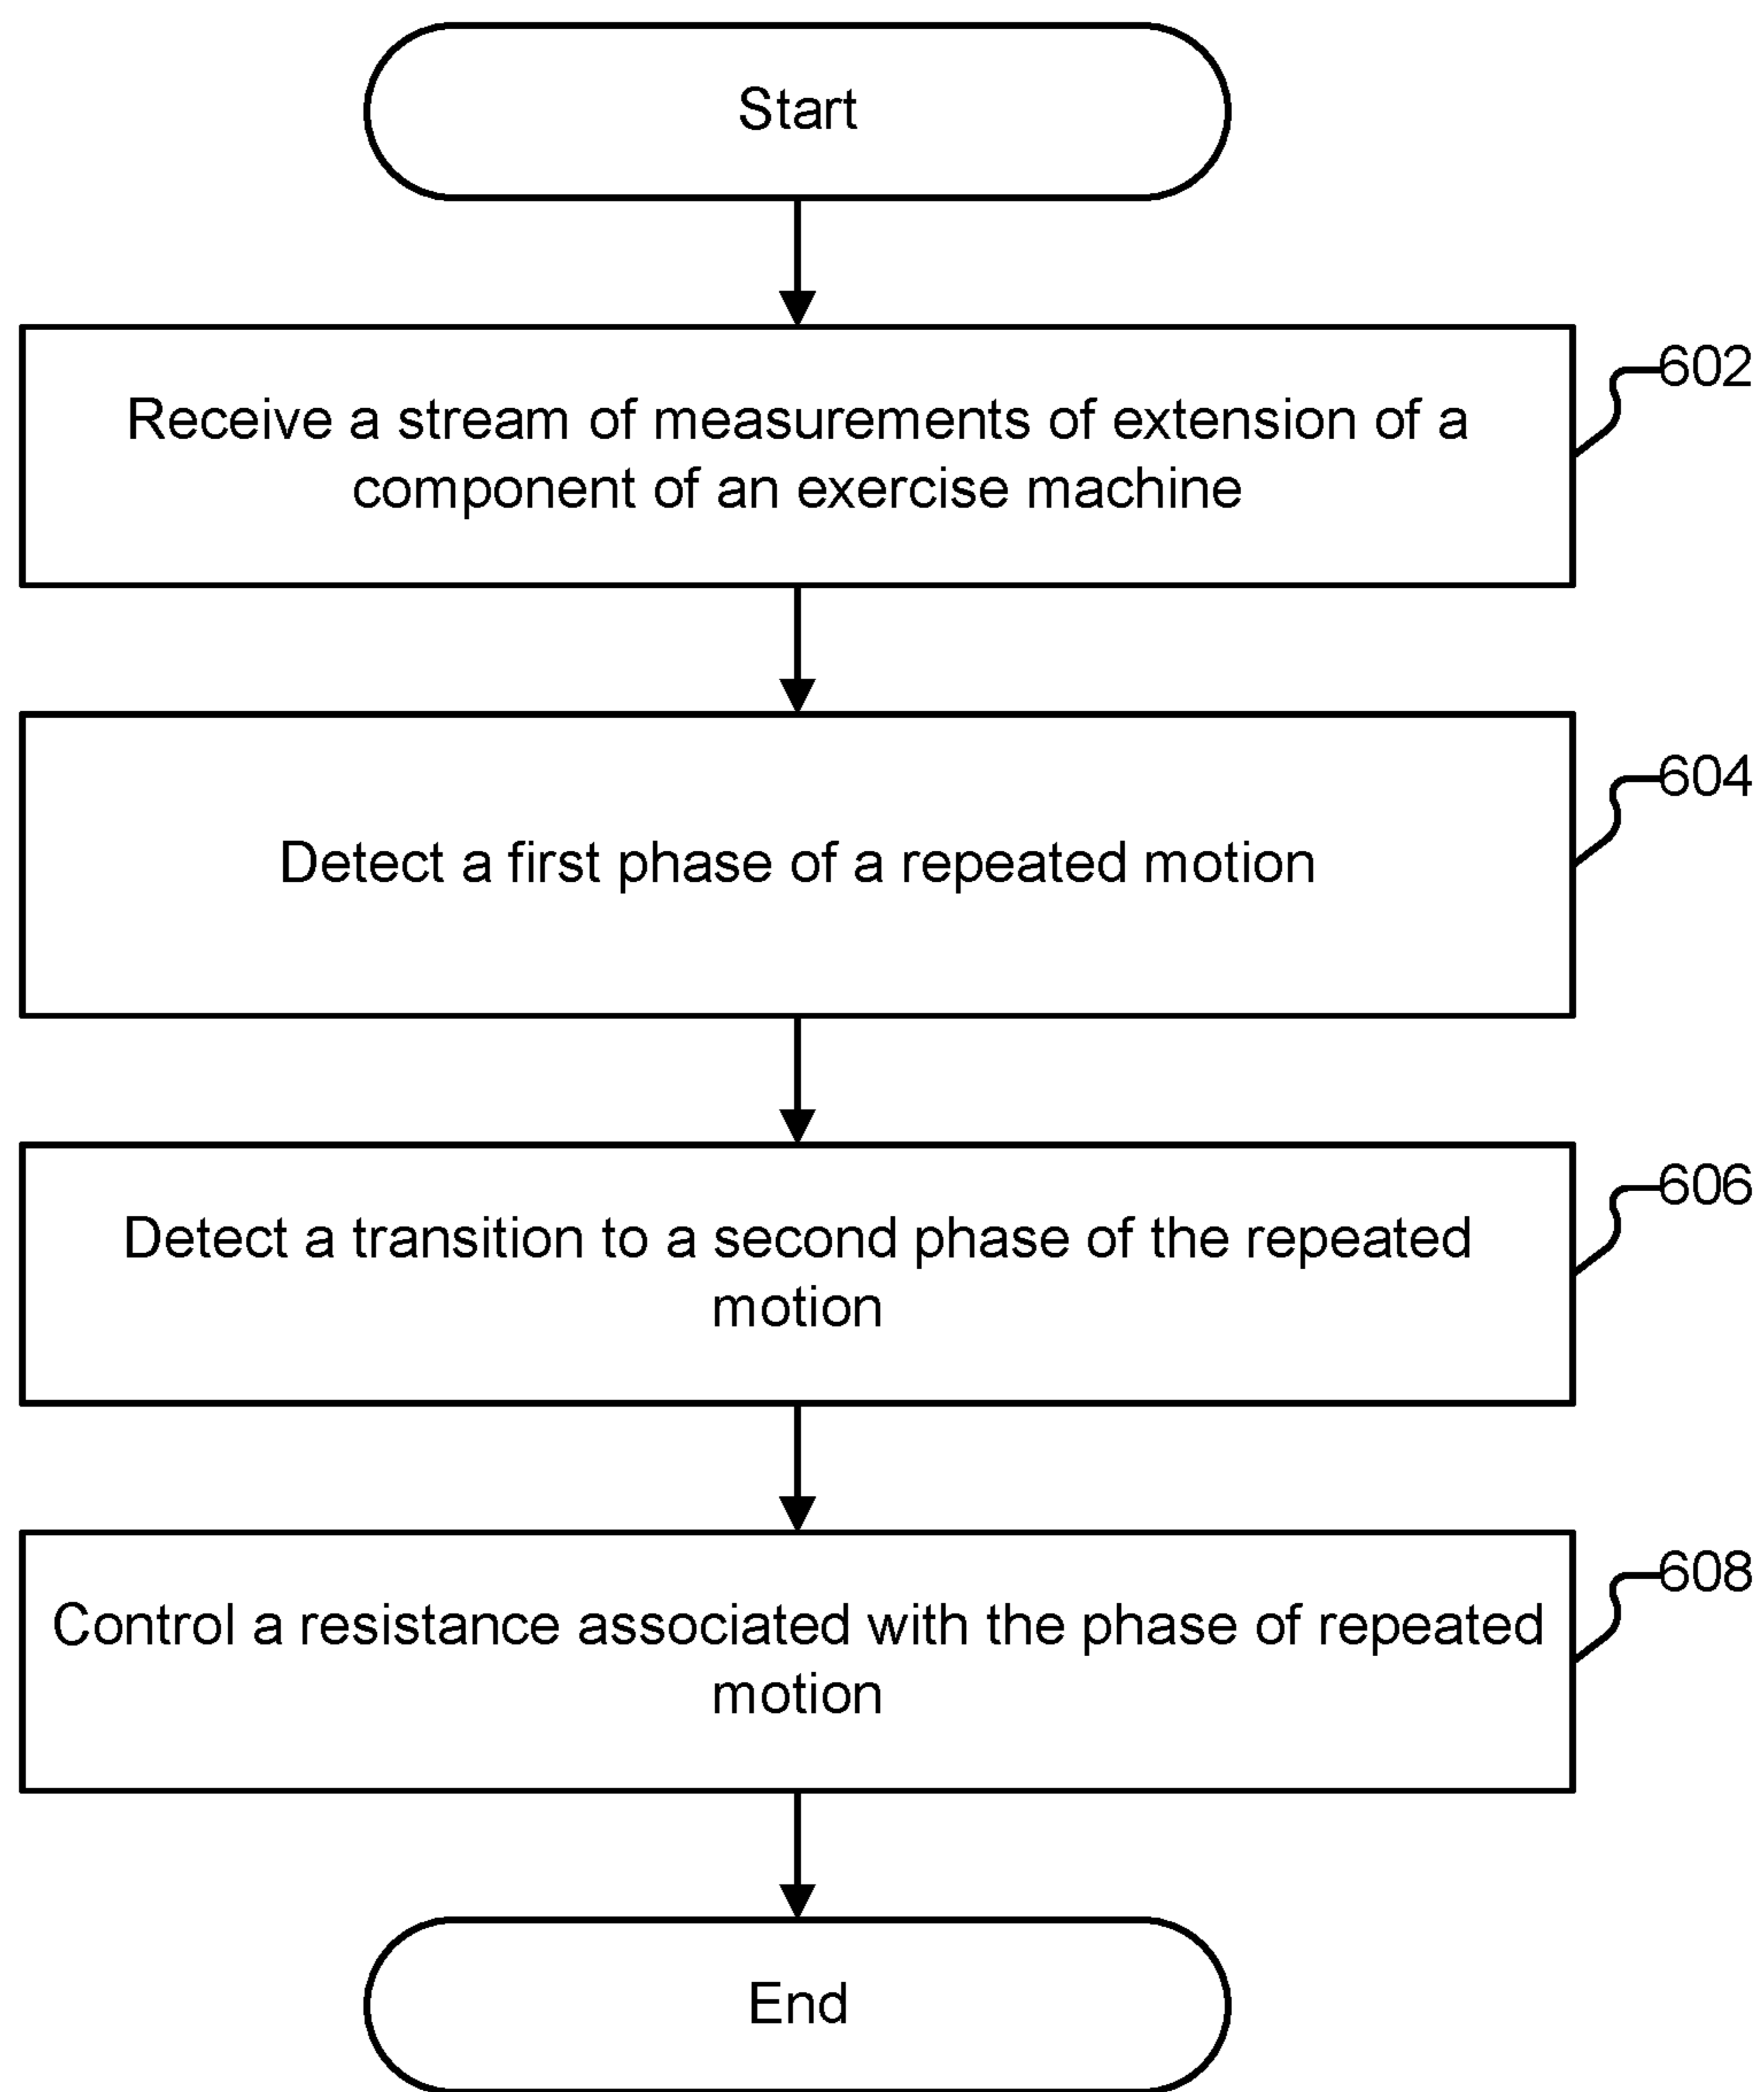 Start
602
Receive a stream of measurements of extension of a
component of an exercise machine
604
Detect a first phase of a repeated motion
606
Detect a transition to a second phase of the repeated
motion
608
Control a resistance associated with the phase of repeated
motion
End